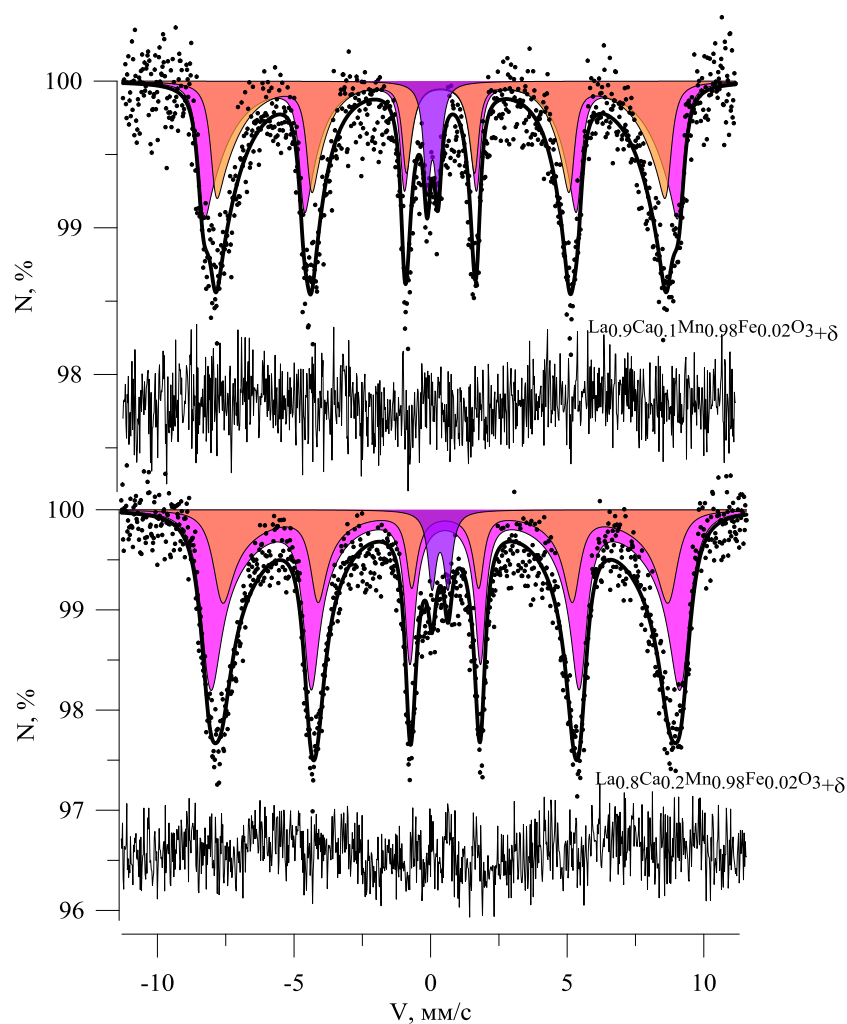 100
99
98
N, %
La0.9Ca0.1Mn0.98Fe0.02O3+δ
100
99
98
97
96
N, %
La0.8Ca0.2Mn0.98Fe0.02O3+δ
-10 -5 0 5 10
V, мм/с